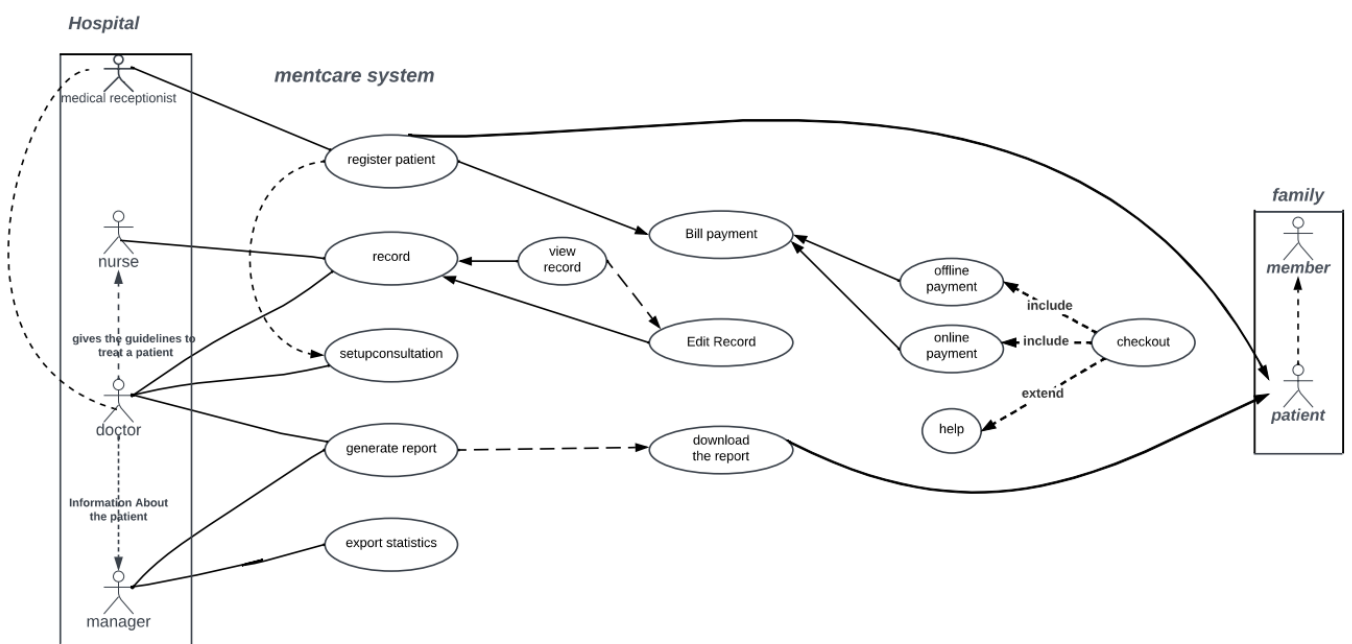 Hospital
mentcare system
medical receptionist
register patient
family
nurse
record
view
record
Bill payment
offline
payment
member
include
gives the guidelines to
treat a patient
setupconsultation
Edit Record
online
payment
include
checkout
extend
doctor
generate report
download
the report
help
patient
Information About
the patient
export statistics
manager